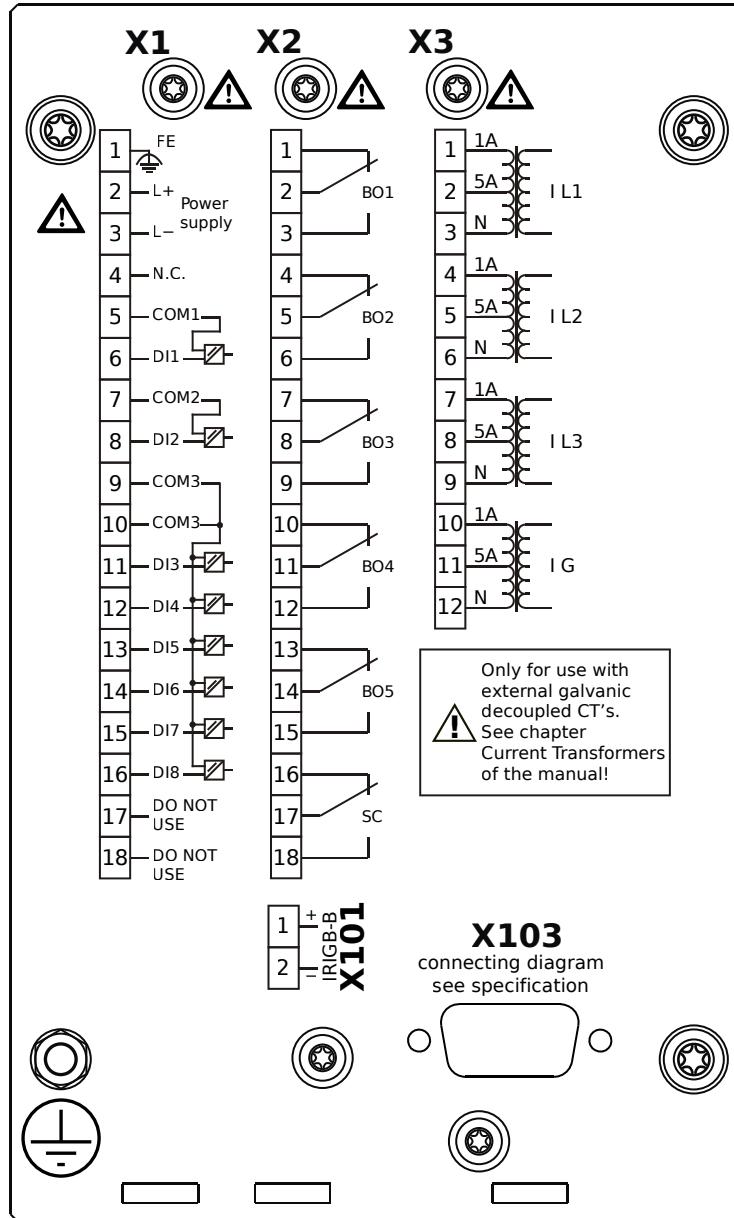 X1
X2
X3
1 FE
2 L+
Power
supply
3 L−
4 N.C.
5 COM1
6 DI1
7 COM2
8 DI2
9 COM3
10 COM3
11 DI3
12 DI4
13 DI5
14 DI6
15 DI7
16 DI8
17 DO NOT
USE
18 DO NOT
USE
1
2 BO1
3
4
5 BO2
6
7
8 BO3
9
10
11 BO4
12
13
14 BO5
15
16
17 SC
18
1 1A
2 5A I L1
3 N
4 1A
5 5A I L2
6 N
7 1A
8 5A I L3
9 N
10 1A
11 5A I G
12 N
Only for use with
external galvanic
decoupled CT's.
See chapter
Current Transformers
of the manual!
1 +
2 −
IRIGB-B
X101
X103
connecting diagram
see specification